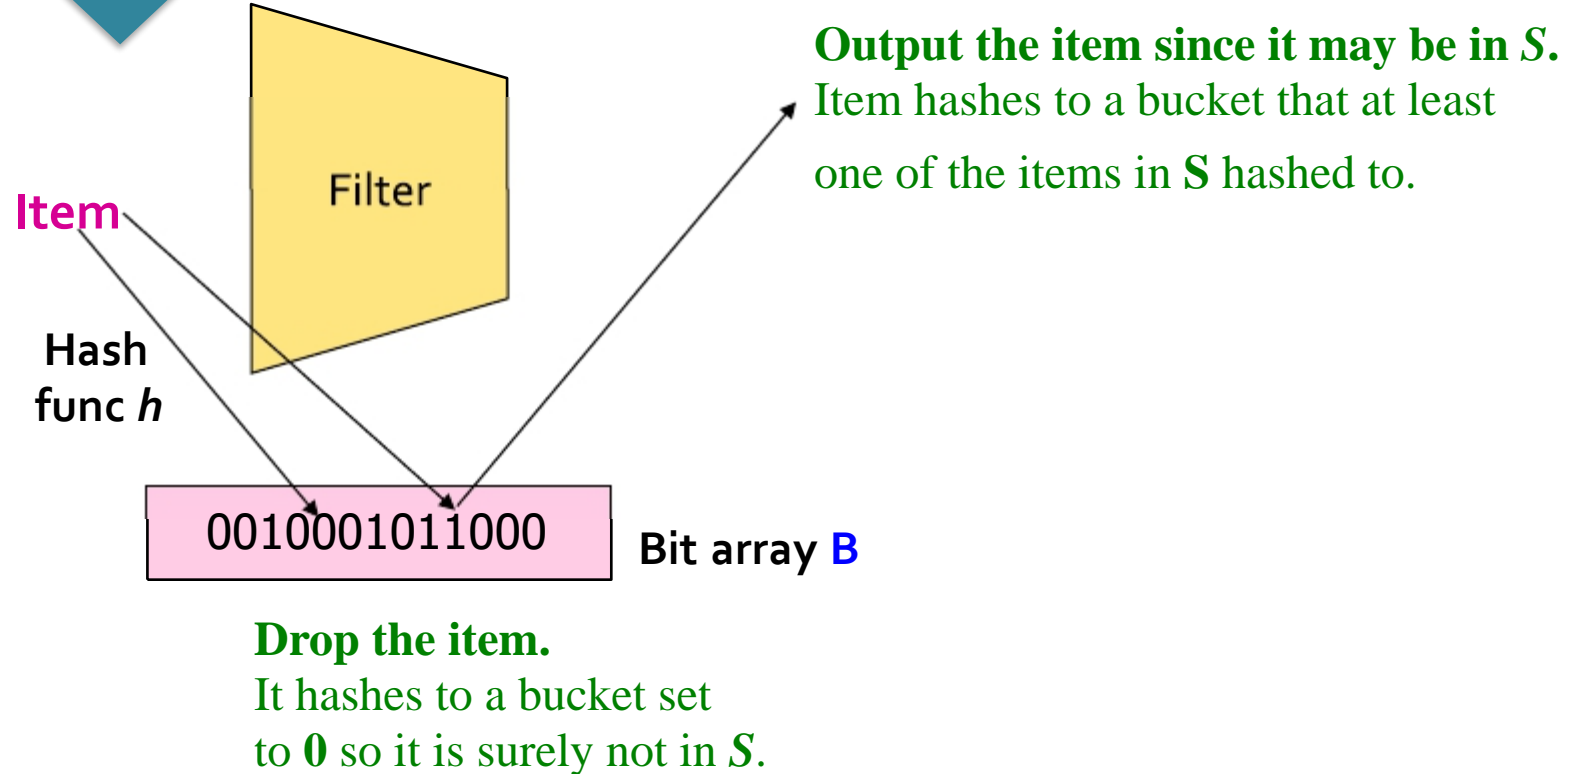 Output the item since it may be in S.
Item hashes to a bucket that at least
one of the items in S hashed to.
Filter
Item
Hash
func h
0010001011000
Bit array B
Drop the item.
It hashes to a bucket set
to 0 so it is surely not in S.